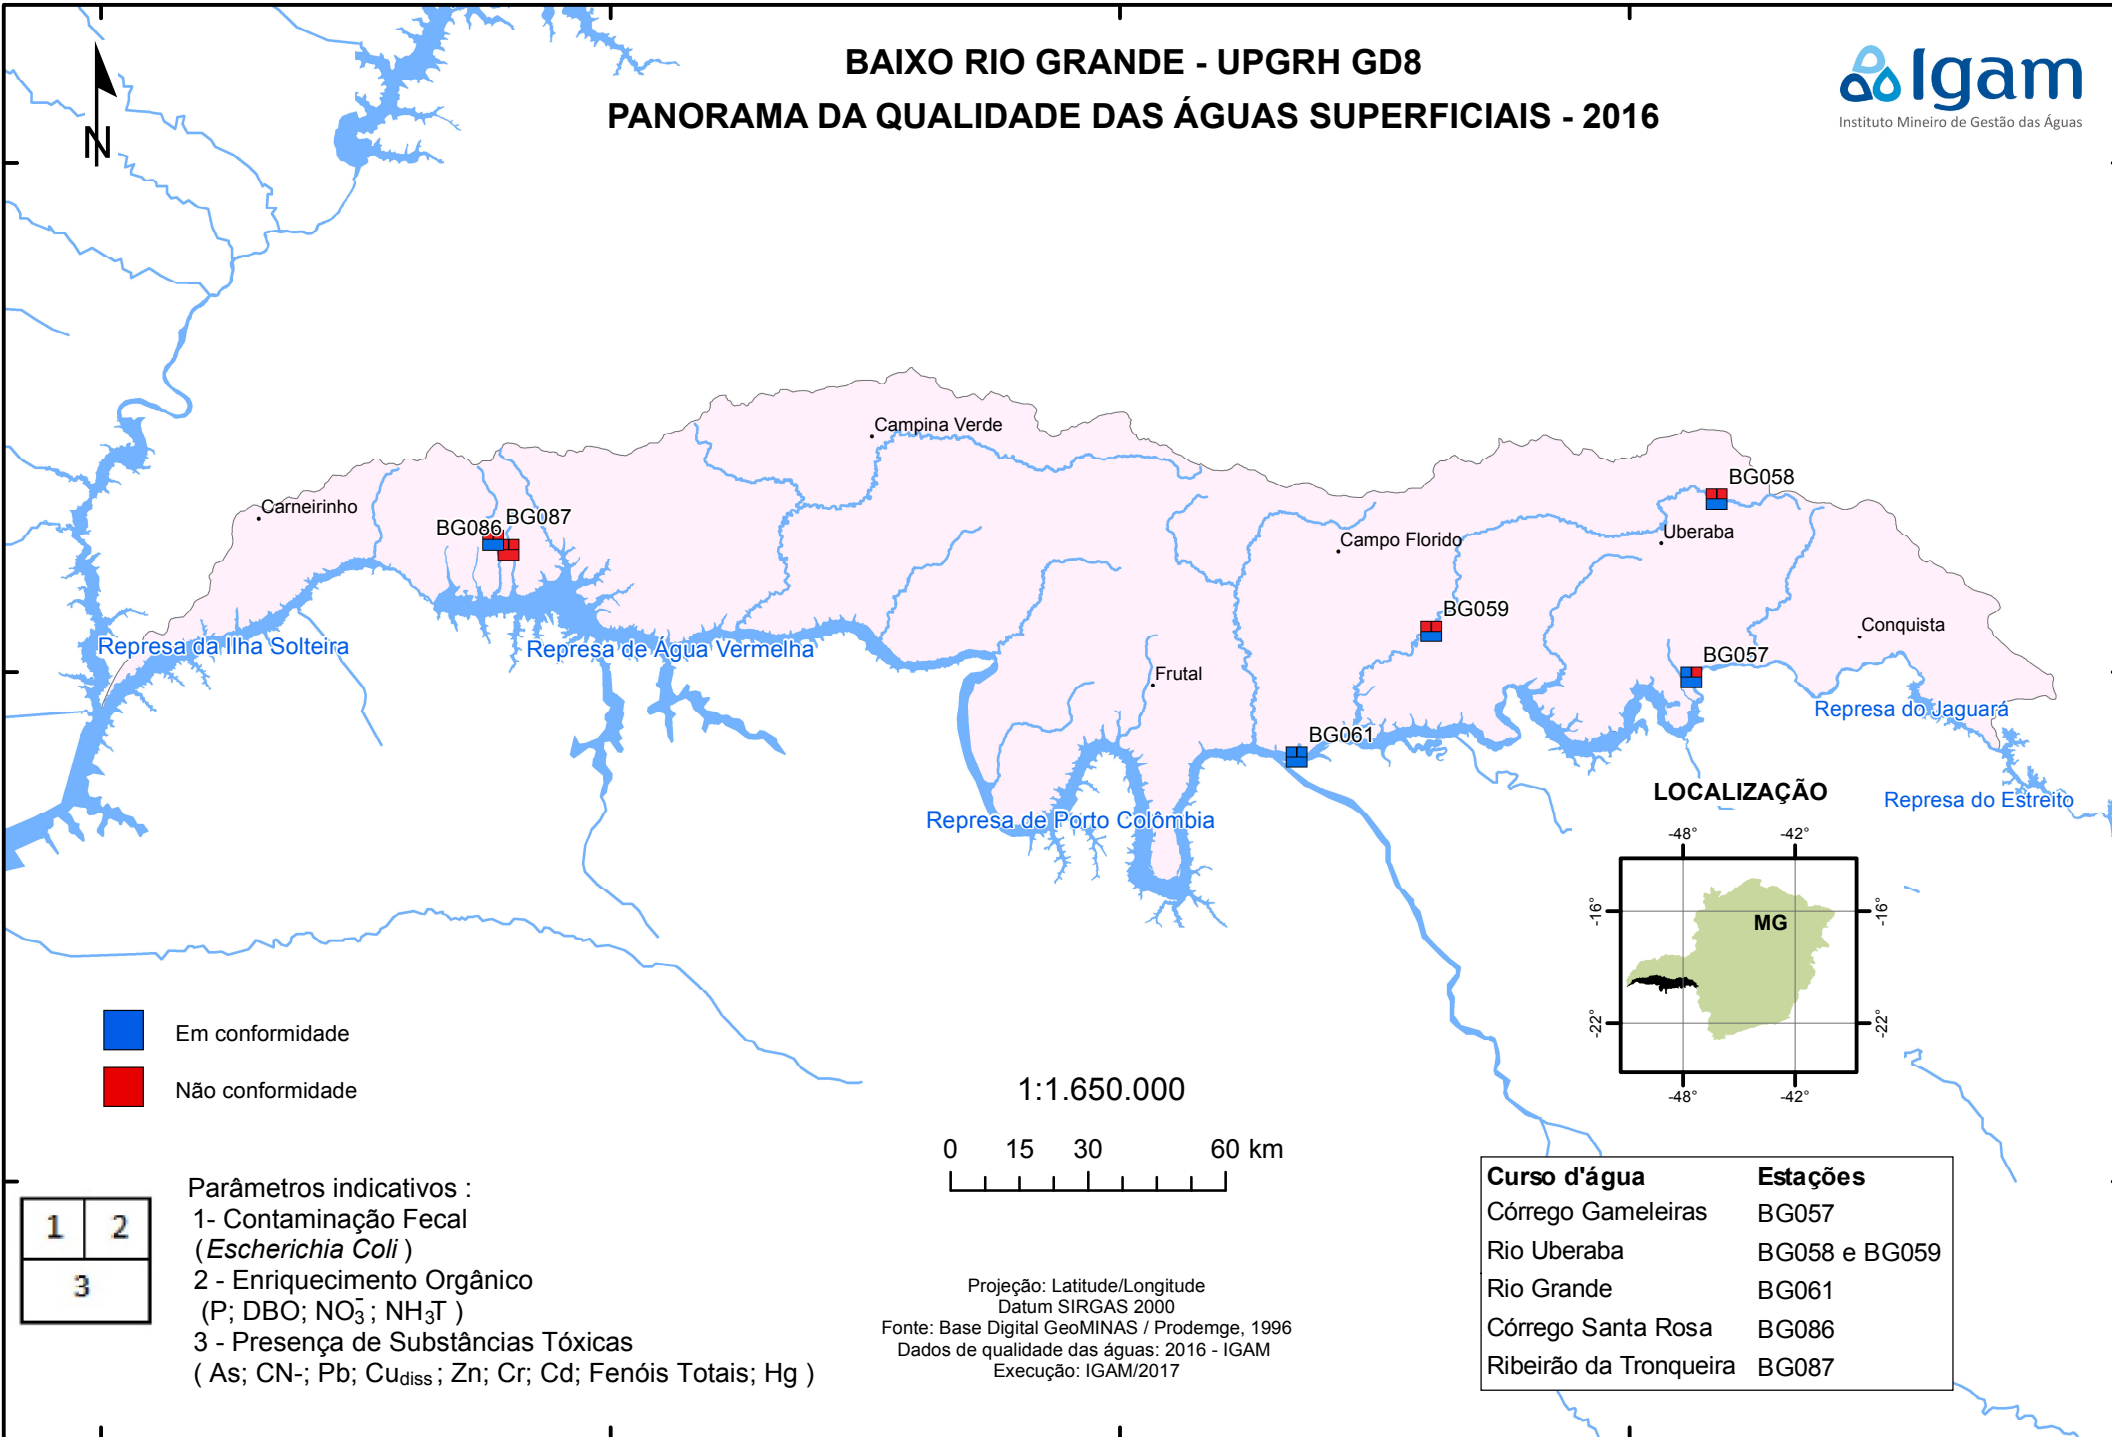 BAIXO RIO GRANDE - UPGRH GD8
PANORAMA DA QUALIDADE DAS ÁGUAS SUPERFICIAIS - 2016
Igam
Instituto Mineiro de Gestão das Águas
N
Campina Verde
Carneirinho
BG086
BG087
BG058
Uberaba
Campo Florido
BG059
Conquista
BG057
Frutal
BG061
Represa da Ilha Solteira
Represa de Água Vermelha
Represa do Jaguará
Represa de Porto Colômbia
Represa do Estreito
LOCALIZAÇÃO
-48° -42°
-16° -16°
MG
-22° -22°
-48° -42°
Em conformidade
Não conformidade
1:1.650.000
0 15 30 60 km
1 2
3
Parâmetros indicativos :
1- Contaminação Fecal
(Escherichia Coli )
2 - Enriquecimento Orgânico
(P; DBO; NO₃⁻; NH₃T )
3 - Presença de Substâncias Tóxicas
( As; CN-; Pb; Cudiss ; Zn; Cr; Cd; Fenóis Totais; Hg )
Projeção: Latitude/Longitude
Datum SIRGAS 2000
Fonte: Base Digital GeoMINAS / Prodemge, 1996
Dados de qualidade das águas: 2016 - IGAM
Execução: IGAM/2017
Curso d'água Estações
Córrego Gameleiras BG057
Rio Uberaba BG058 e BG059
Rio Grande BG061
Córrego Santa Rosa BG086
Ribeirão da Tronqueira BG087